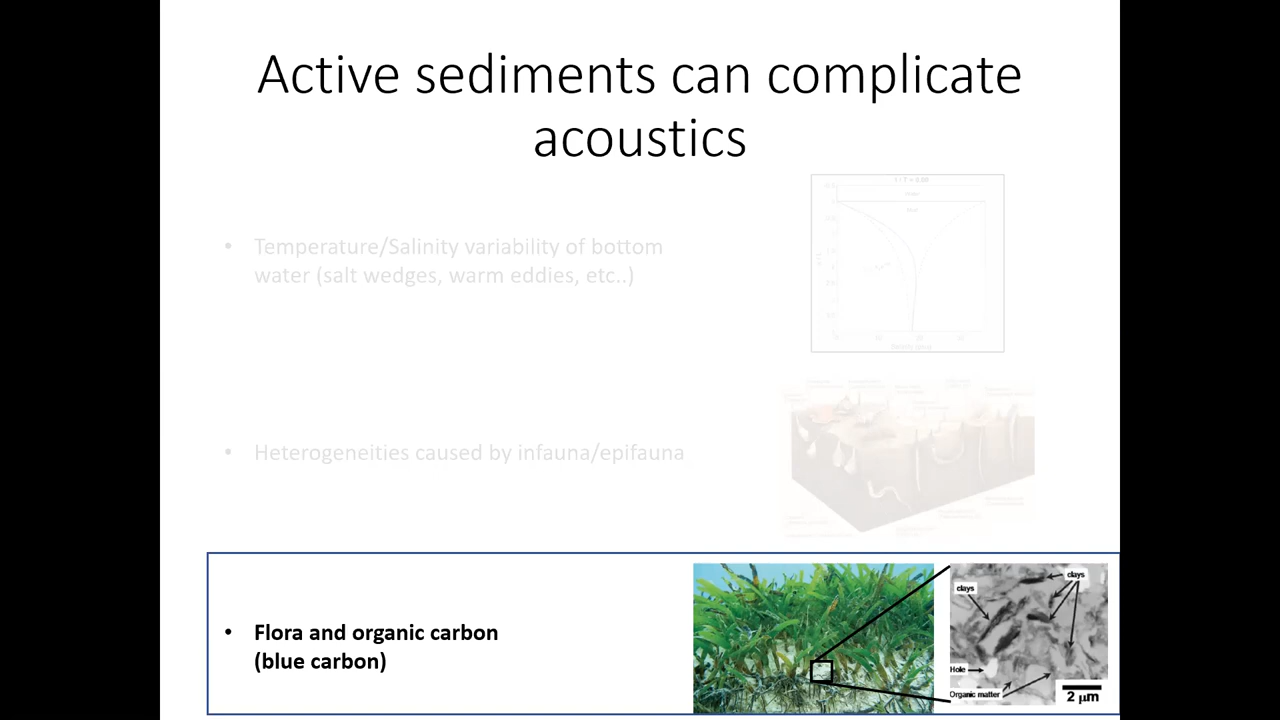 Active sediments can complicate
acoustics
• Temperature/Salinity variability of bottom
water (salt wedges, warm eddies, etc..)
• Heterogeneities caused by infauna/epifauna
• Flora and organic carbon
(blue carbon)
clays
clays
Hole
Organic matter
2 µm